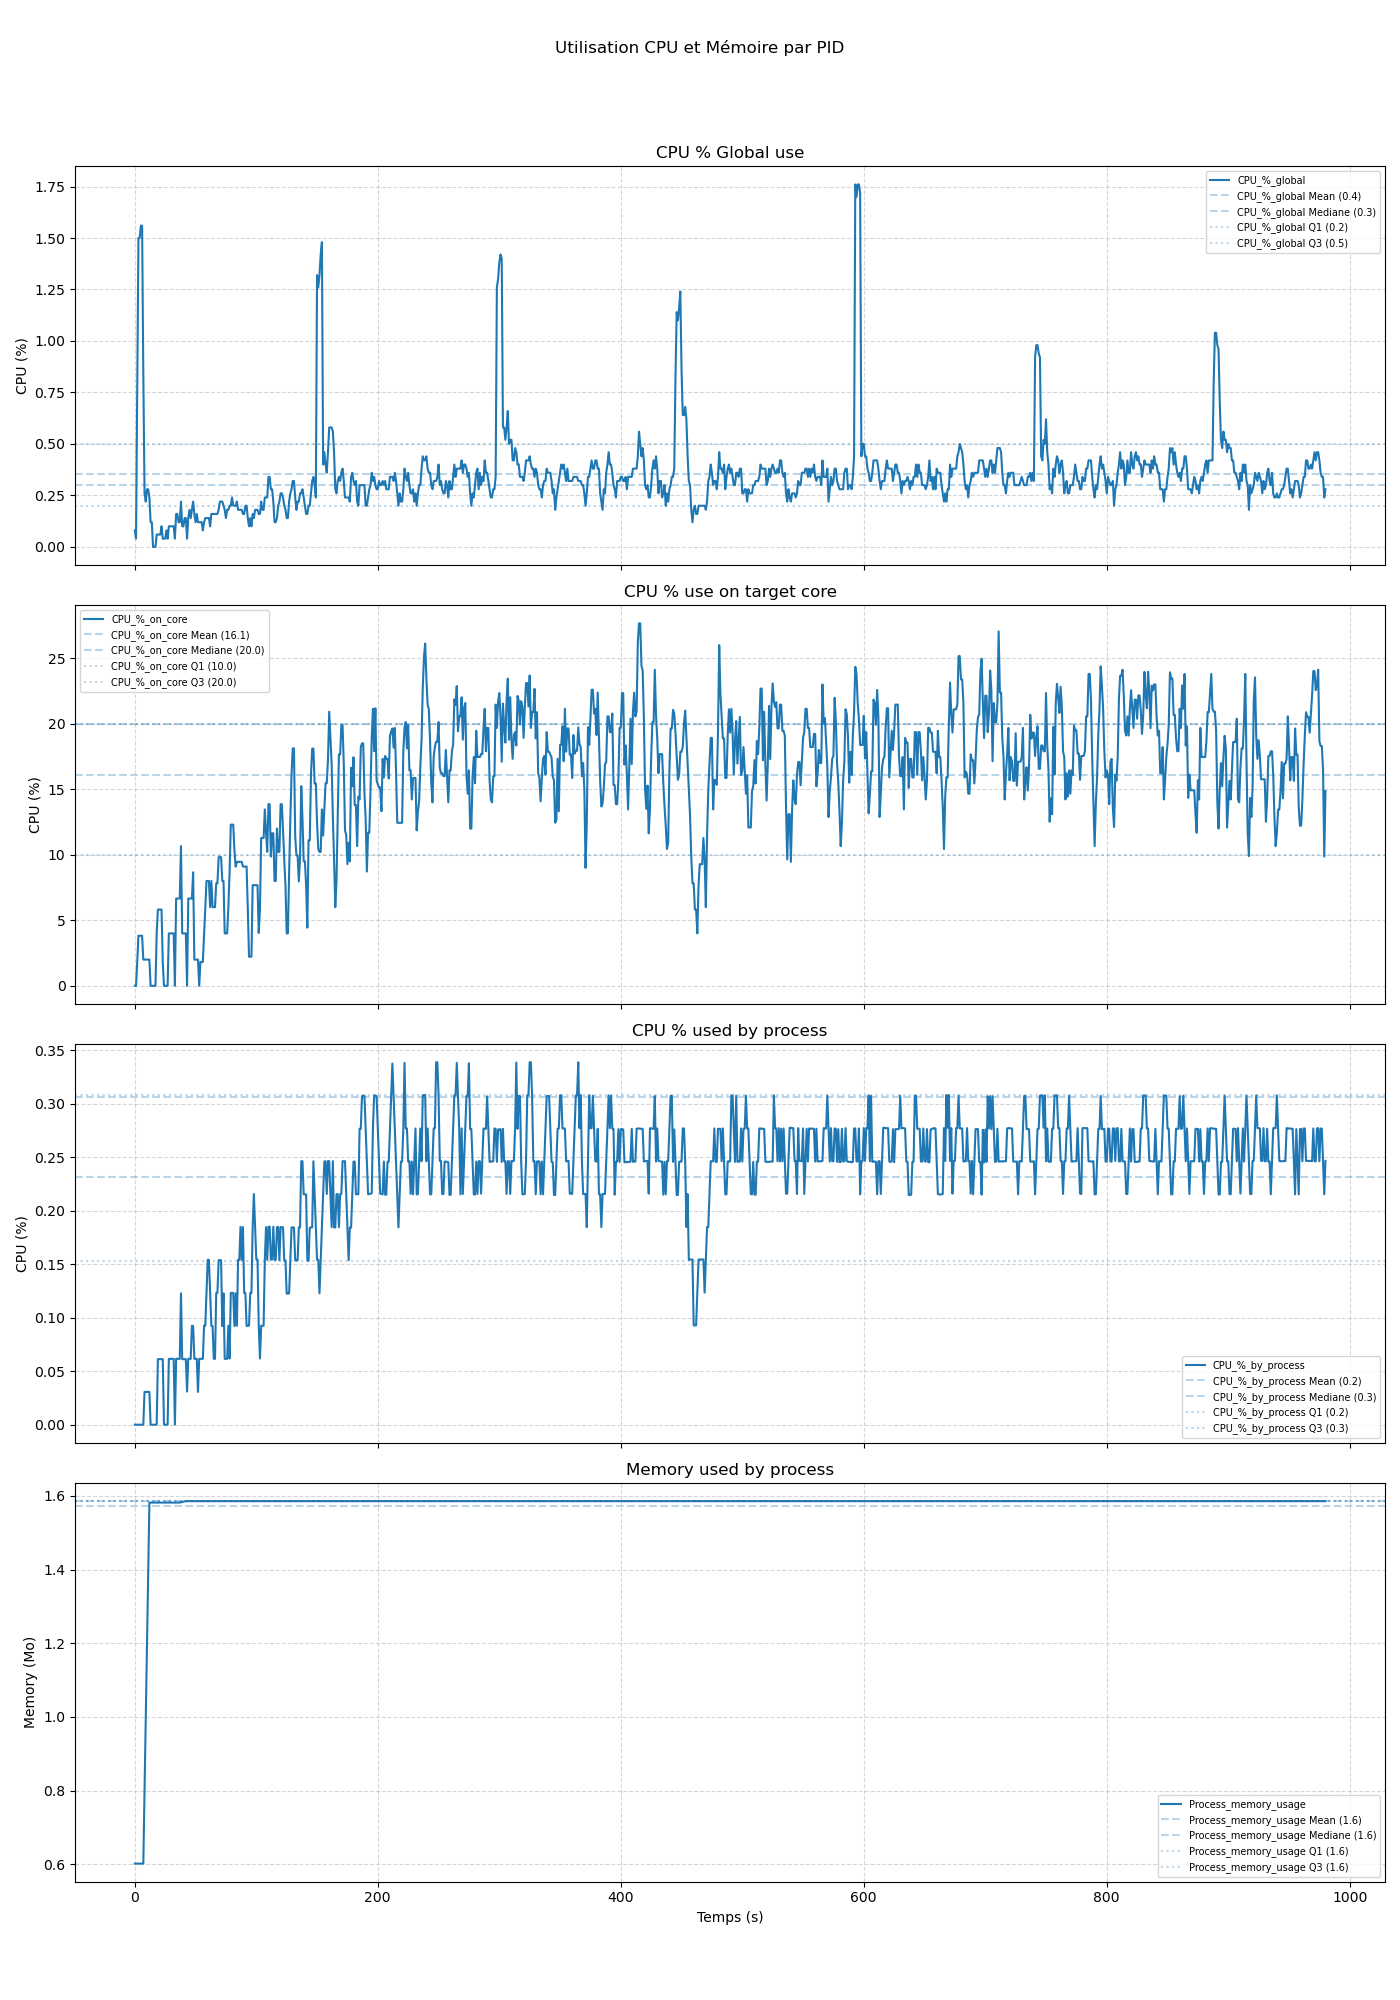 Utilisation CPU et Mémoire par PID
CPU % Global use
1.75
1.50
1.25
1.00
0.75
0.50
0.25
0.00
CPU (%)
CPU_%_global
CPU_%_global Mean (0.4)
CPU_%_global Mediane (0.3)
CPU_%_global Q1 (0.2)
CPU_%_global Q3 (0.5)
CPU % use on target core
25
20
15
10
5
0
CPU (%)
CPU_%_on_core
CPU_%_on_core Mean (16.1)
CPU_%_on_core Mediane (20.0)
CPU_%_on_core Q1 (10.0)
CPU_%_on_core Q3 (20.0)
CPU % used by process
0.35
0.30
0.25
0.20
0.15
0.10
0.05
0.00
CPU (%)
CPU_%_by_process
CPU_%_by_process Mean (0.2)
CPU_%_by_process Mediane (0.3)
CPU_%_by_process Q1 (0.2)
CPU_%_by_process Q3 (0.3)
Memory used by process
1.6
1.4
1.2
1.0
0.8
0.6
Memory (Mo)
Process_memory_usage
Process_memory_usage Mean (1.6)
Process_memory_usage Mediane (1.6)
Process_memory_usage Q1 (1.6)
Process_memory_usage Q3 (1.6)
0 200 400 600 800 1000
Temps (s)